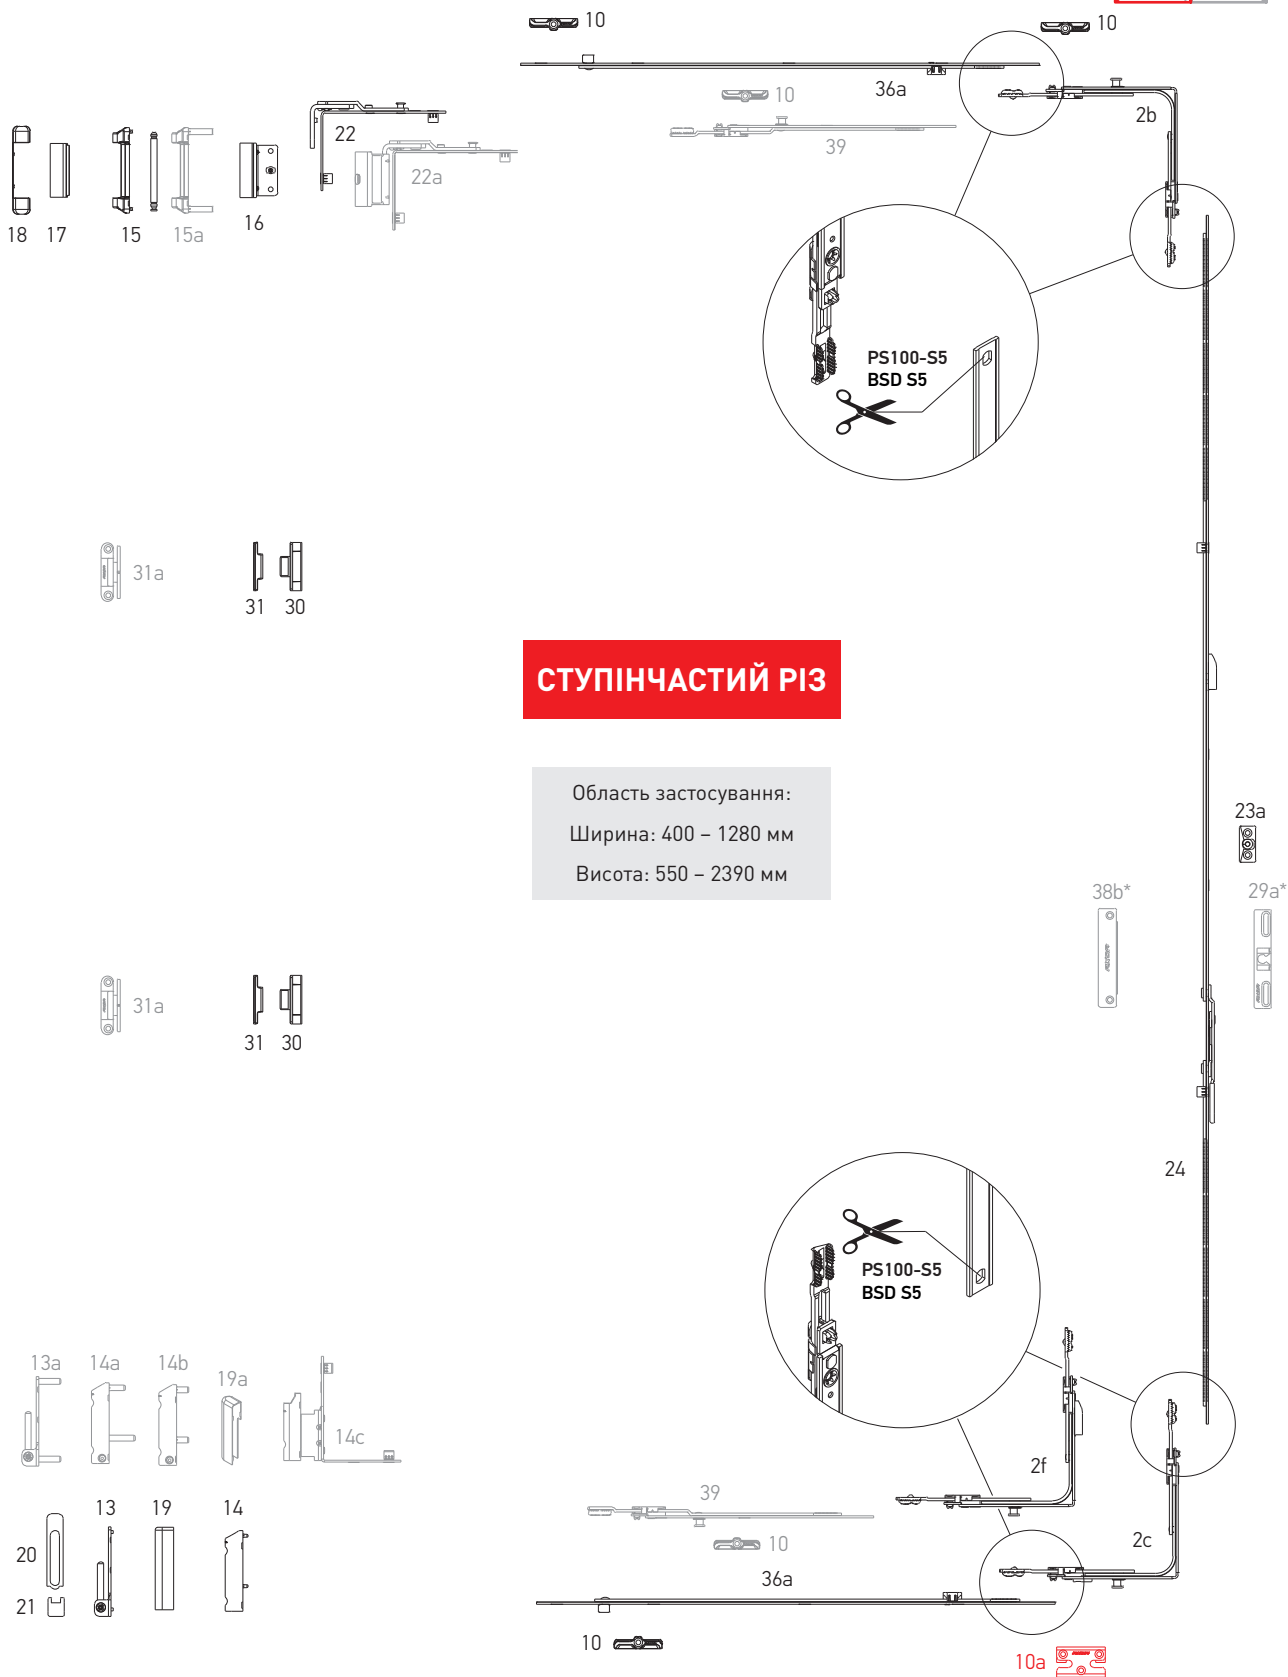 10
10
36a
10
39
2b
22
22a
18
17
15
15a
16
PS100-S5
BSD S5
31a
31
30
СТУПІНЧАСТИЙ РІЗ
Область застосування:
Ширина: 400 – 1280 мм
Висота: 550 – 2390 мм
23a
38b*
29a*
31a
31
30
24
PS100-S5
BSD S5
13a
14a
14b
19a
14c
2f
39
13
19
14
10
2c
20
36a
21
10
10a